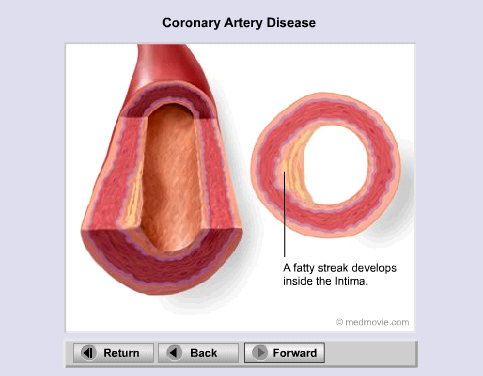 Coronary Artery Disease
A fatty streak develops
inside the Intima.
© medmovie.com
Return
Back
Forward